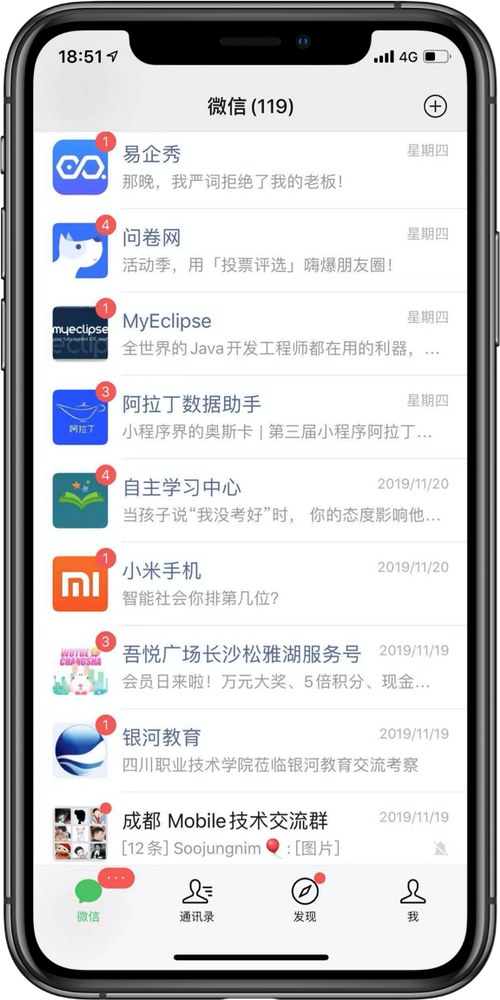 18:51
4G
微信(119)
1
易企秀
星期四
那晚，我严词拒绝了我的老板！
4
问卷网
星期四
活动季，用「投票评选」嗨爆朋友圈！
1
myeclipse
MyEclipse
星期四
全世界的Java开发工程师都在用的利器，...
3
阿拉丁
阿拉丁数据助手
星期四
小程序界的奥斯卡 | 第三届小程序阿拉丁...
4
自主学习中心
2019/11/20
当孩子说“我没考好”时， 你的态度影响他...
1
小米手机
2019/11/20
智能社会你排第几位？
3
WUYUE
CHANGSHA
吾悦广场长沙松雅湖服务号
2019/11/19
会员日来啦！万元大奖、5倍积分、现金...
1
银河教育
2019/11/19
四川职业技术学院莅临银河教育交流考察
成都 Mobile技术交流群
2019/11/19
[12条] Soojungnim🎈: [图片]
微信
通讯录
发现
我